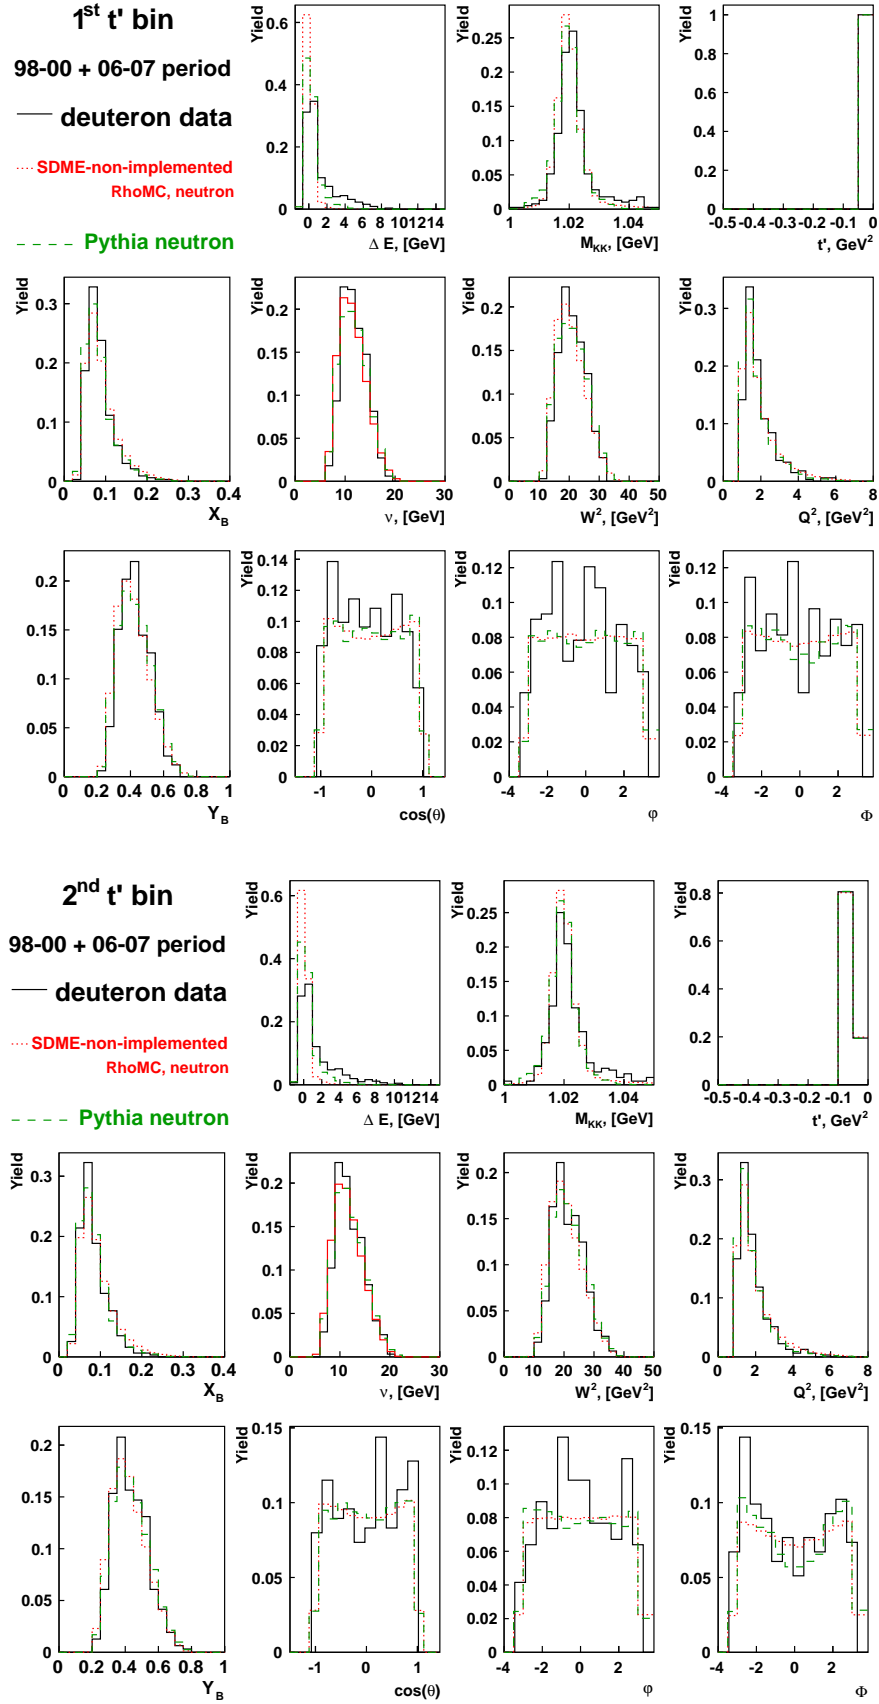 1st t' bin
98-00 + 06-07 period
deuteron data
SDME-non-implemented
RhoMC, neutron
Pythia neutron
Yield
0.6
0.4
0.2
0
0 2 4 6 8 10 12 14
Δ E, [GeV]
Yield
0.25
0.2
0.15
0.1
0.05
0
1 1.02 1.04
M_KK, [GeV]
1
0.8
0.6
0.4
0.2
0
-0.5 -0.4 -0.3 -0.2 -0.1 0
t', GeV²
Yield
0.3
0.2
0.1
0
0 0.1 0.2 0.3 0.4
X_B
Yield
0.2
0.15
0.1
0.05
0
0 10 20 30
ν, [GeV]
Yield
0.2
0.15
0.1
0.05
0
0 10 20 30 40 50
W², [GeV²]
Yield
0.3
0.2
0.1
0
0 2 4 6 8
Q², [GeV²]
Yield
0.2
0.15
0.1
0.05
0
0 0.2 0.4 0.6 0.8 1
Y_B
Yield
0.14
0.12
0.1
0.08
0.06
0.04
0.02
0
-1 0 1
cos(θ)
Yield
0.12
0.1
0.08
0.06
0.04
0.02
0
-4 -2 0 2
φ
Yield
0.12
0.1
0.08
0.06
0.04
0.02
0
-4 -2 0 2
Φ
2nd t' bin
98-00 + 06-07 period
deuteron data
SDME-non-implemented
RhoMC, neutron
Pythia neutron
Yield
0.6
0.4
0.2
0
0 2 4 6 8 10 12 14
Δ E, [GeV]
Yield
0.25
0.2
0.15
0.1
0.05
0
1 1.02 1.04
M_KK, [GeV]
0.8
0.6
0.4
0.2
0
-0.5 -0.4 -0.3 -0.2 -0.1 0
t', GeV²
Yield
0.3
0.2
0.1
0
0 0.1 0.2 0.3 0.4
X_B
Yield
0.2
0.15
0.1
0.05
0
0 10 20 30
ν, [GeV]
Yield
0.2
0.15
0.1
0.05
0
0 10 20 30 40 50
W², [GeV²]
Yield
0.3
0.2
0.1
0
0 2 4 6 8
Q², [GeV²]
Yield
0.2
0.15
0.1
0.05
0
0 0.2 0.4 0.6 0.8 1
Y_B
Yield
0.15
0.1
0.05
0
-1 0 1
cos(θ)
Yield
0.12
0.1
0.08
0.06
0.04
0.02
0
-4 -2 0 2
φ
Yield
0.15
0.1
0.05
0
-4 -2 0 2
Φ